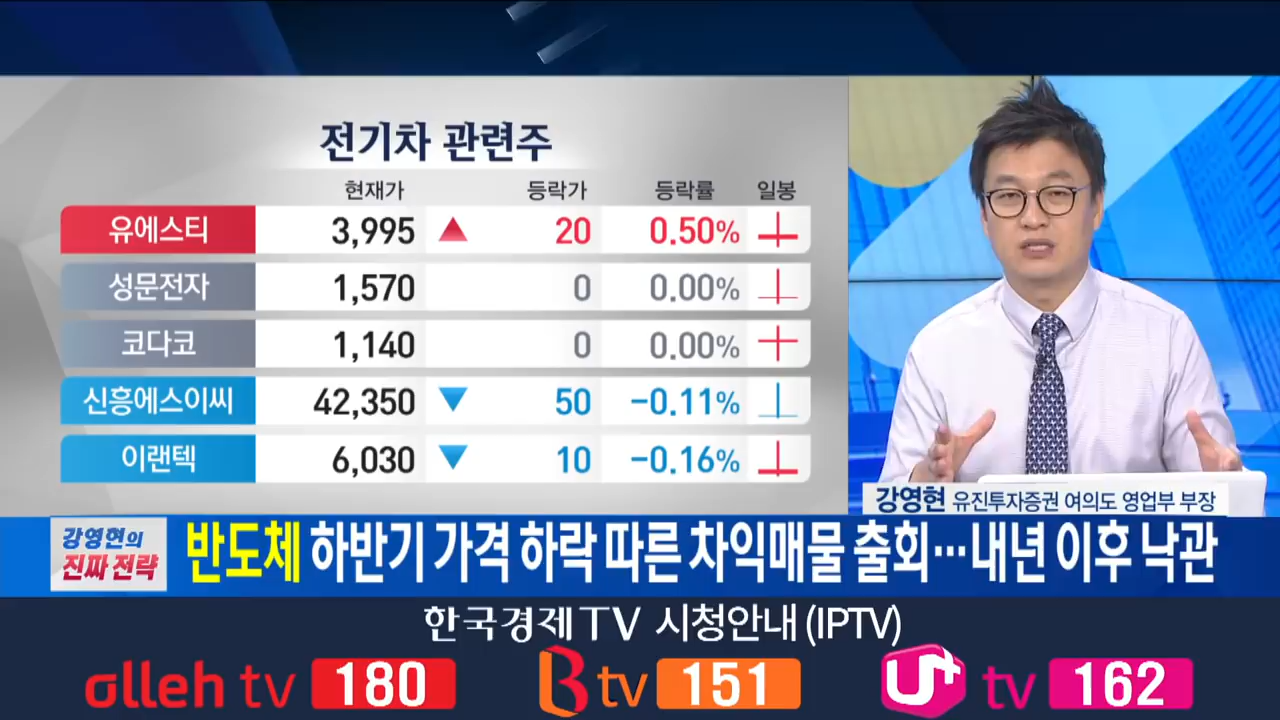 전기차 관련주
현재가 등락가 등락률 일봉
유에스티 3,995 ▲ 20 0.50%
성문전자 1,570 0 0.00%
코다코 1,140 0 0.00%
신흥에스이씨 42,350 ▼ 50 -0.11%
이랜텍 6,030 ▼ 10 -0.16%
강영현 유진투자증권 여의도 영업부 부장
강영현의
진짜 전략
반도체 하반기 가격 하락 따른 차익매물 출회…내년 이후 낙관
한국경제TV 시청안내 (IPTV)
olleh tv 180 B tv 151 U+ tv 162